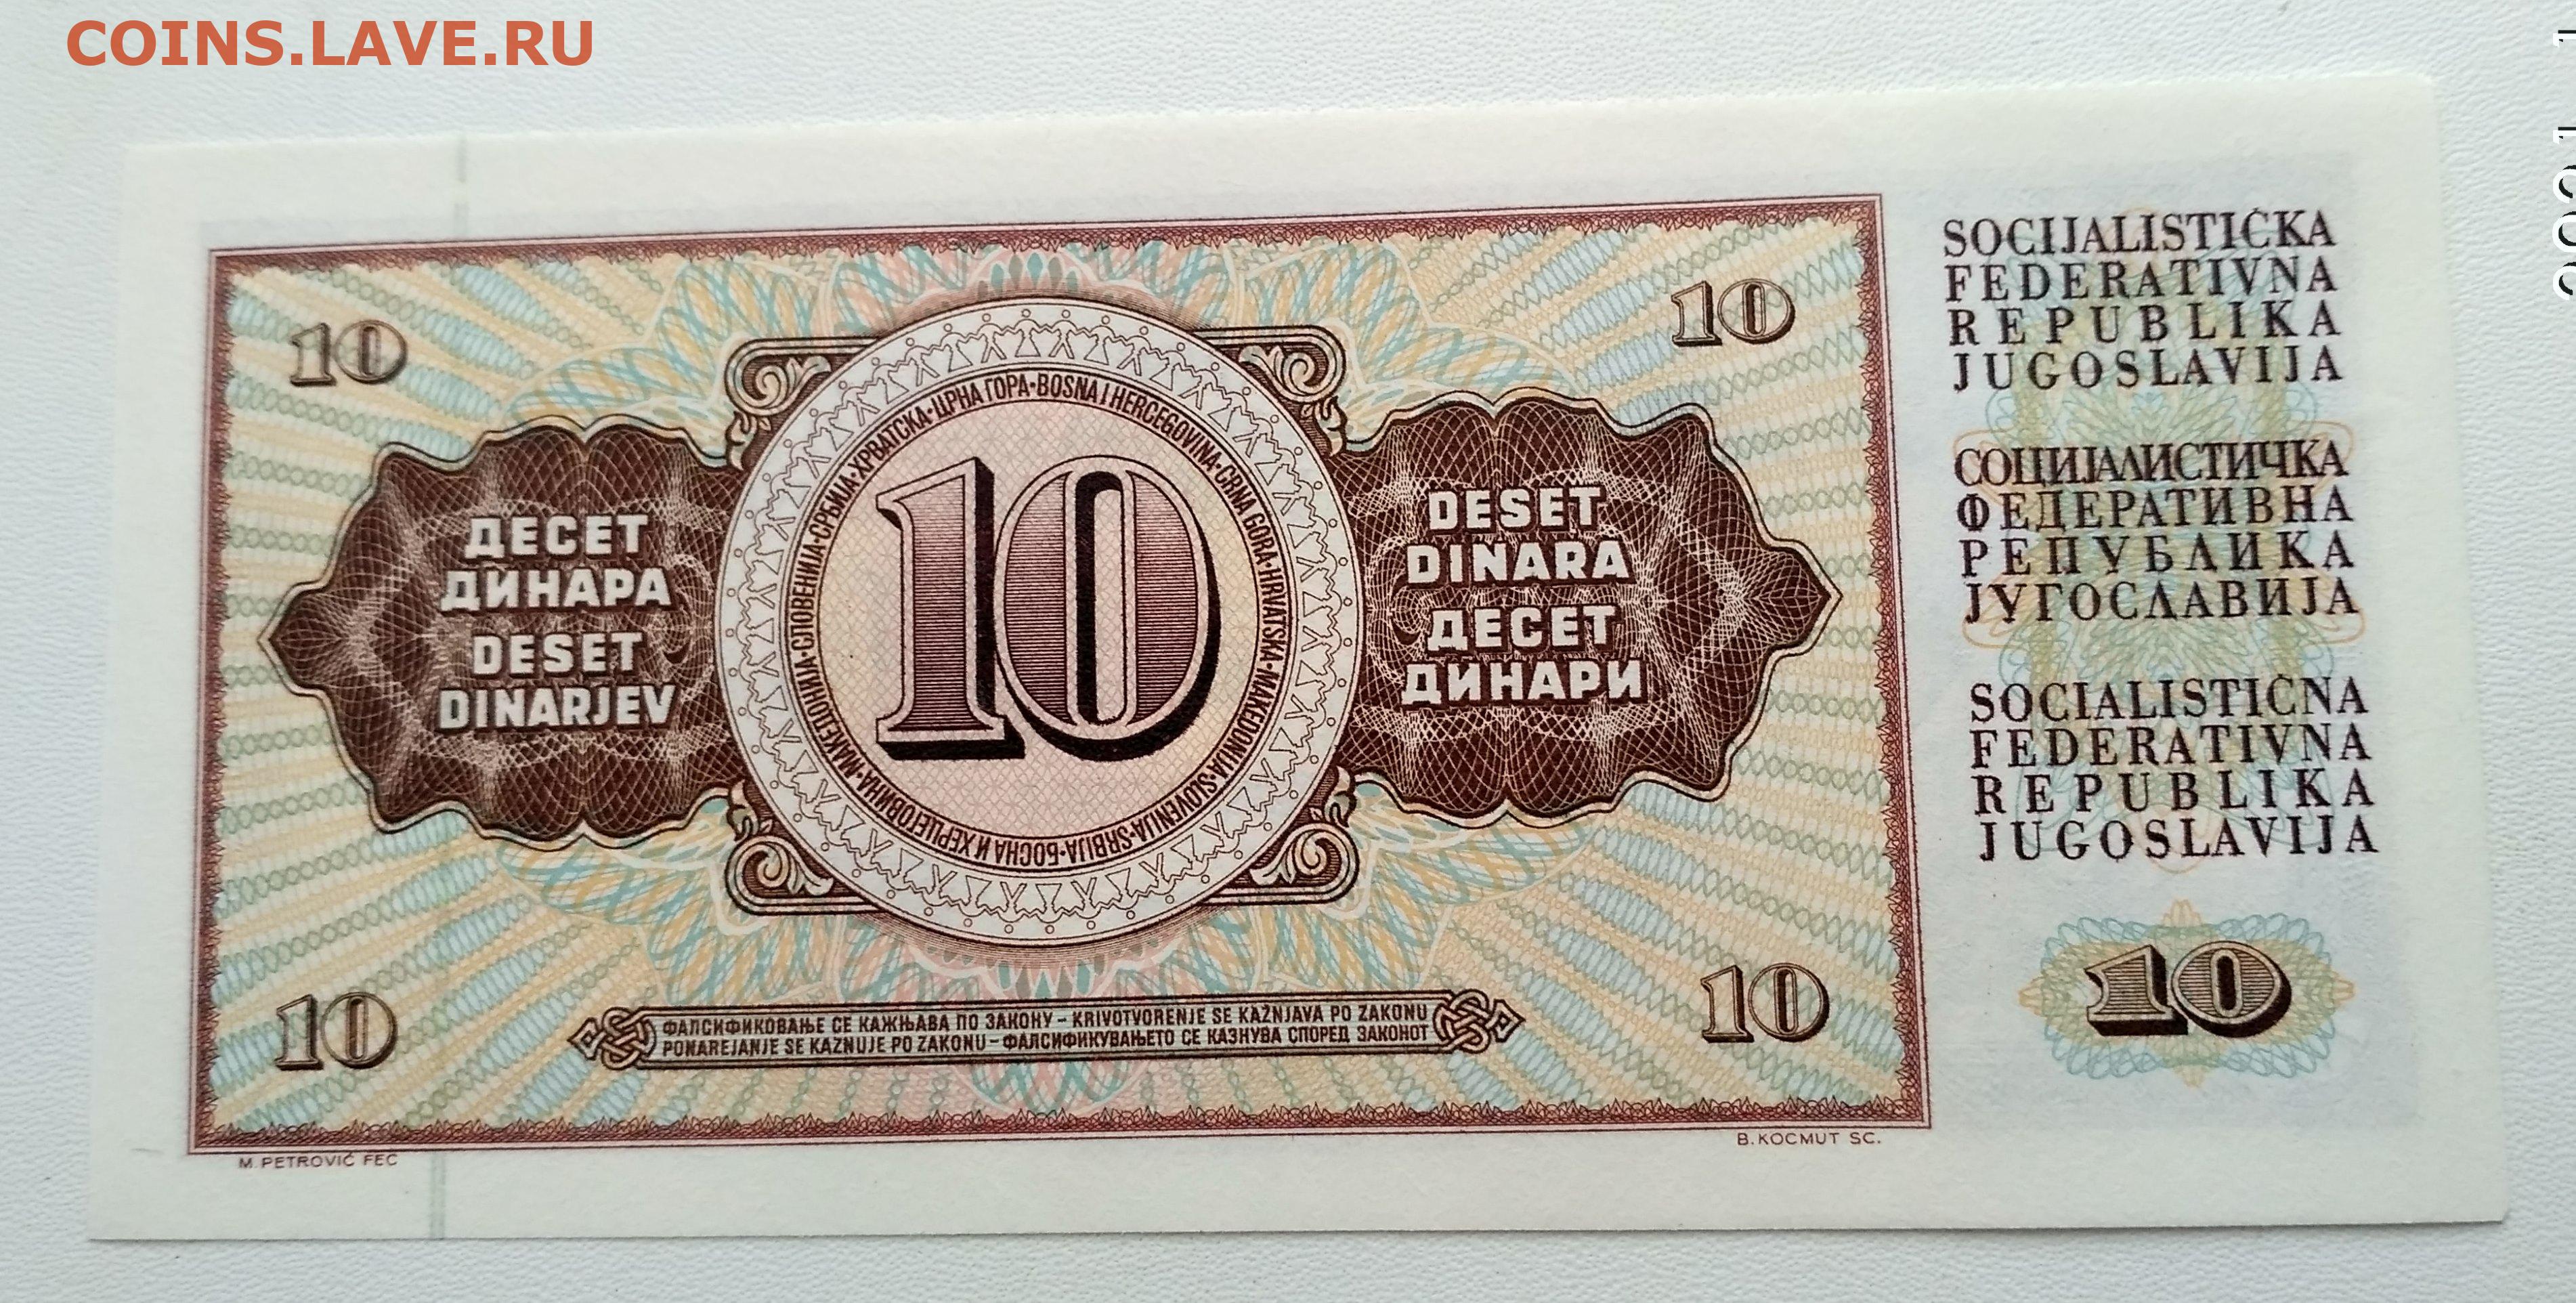 COINS.LAVE.RU
10
10
ДЕСЕТ
ДИНАРА
DESET
DINARJEV
СРБИЈА·ХРВАТСКА·ЦРНА ГОРА·BOSNA I HERCEGOVINA·CRNA GORA·HRVATSKA·MAKEDONIJA·SLOVENIJA·SRBIJA·БОСНА И ХЕРЦЕГОВИНА·МАКЕДОНИЈА·СЛОВЕНИЈА·
10
DESET
DINARA
ДЕСЕТ
ДИНАРИ
10
10
ФАЛСИФИКОВАЊЕ СЕ КАЖЊАВА ПО ЗАКОНУ – KRIVOTVORENJE SE KAŽNJAVA PO ZAKONU
PONAREJANJE SE KAZNUJE PO ZAKONU – ФАЛСИФИКУВАЊЕТО СЕ КАЗНУВА СПОРЕД ЗАКОНОТ
M. PETROVIĆ FEC
B. KOCMUT SC.
SOCIJALISTIČKA
FEDERATIVNA
REPUBLIKA
JUGOSLAVIJA
СОЦИЈАЛИСТИЧКА
ФЕДЕРАТИВНА
РЕПУБЛИКА
ЈУГОСЛАВИЈА
SOCIALISTIČNA
FEDERATIVNA
REPUBLIKA
JUGOSLAVIJA
10